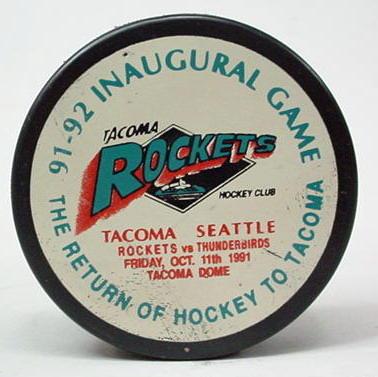 91-92 INAUGURAL GAME
TACOMA
ROCKETS
HOCKEY CLUB
TACOMA SEATTLE
ROCKETS vs THUNDERBIRDS
FRIDAY, OCT. 11th 1991
TACOMA DOME
THE RETURN OF HOCKEY TO TACOMA